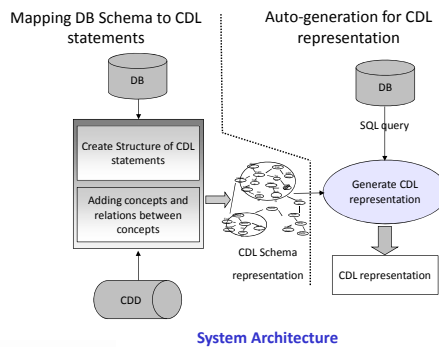 Mapping DB Schema to CDL
statements
Auto-generation for CDL
representation
DB
Create Structure of CDL
statements
Adding concepts and
relations between
concepts
CDD
CDL Schema
representation
DB
SQL query
Generate CDL
representation
CDL representation
System Architecture